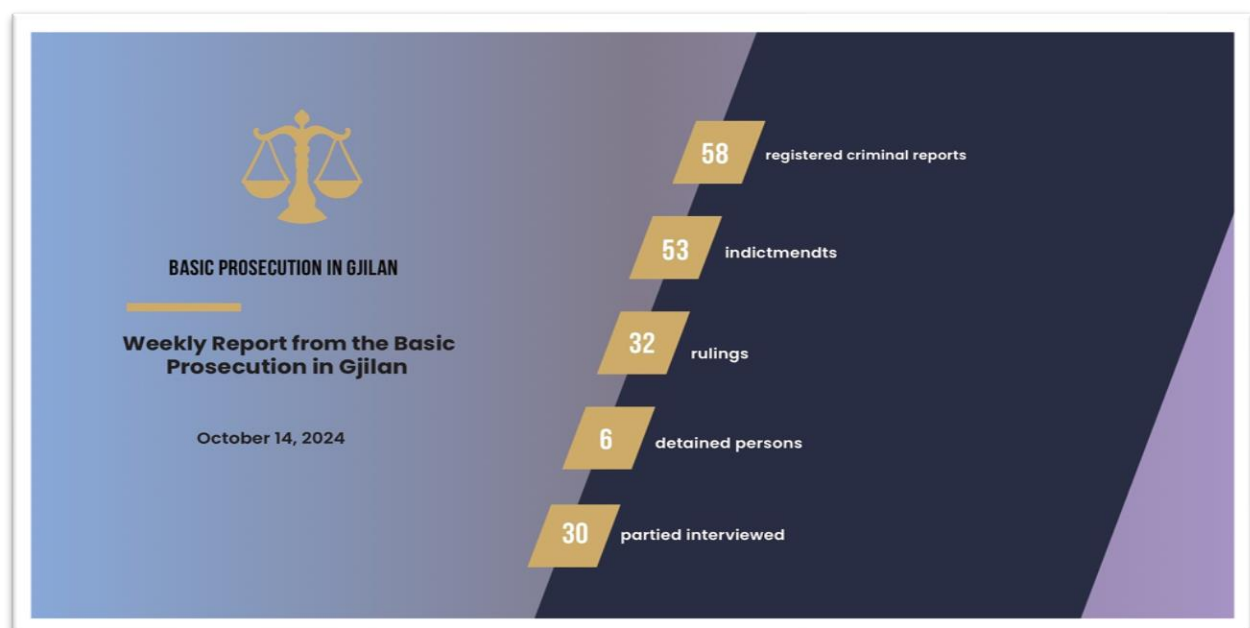 BASIC PROSECUTION IN GJILAN
Weekly Report from the Basic
Prosecution in Gjilan
October 14, 2024
58 registered criminal reports
53 indictmendts
32 rulings
6 detained persons
30 partied interviewed